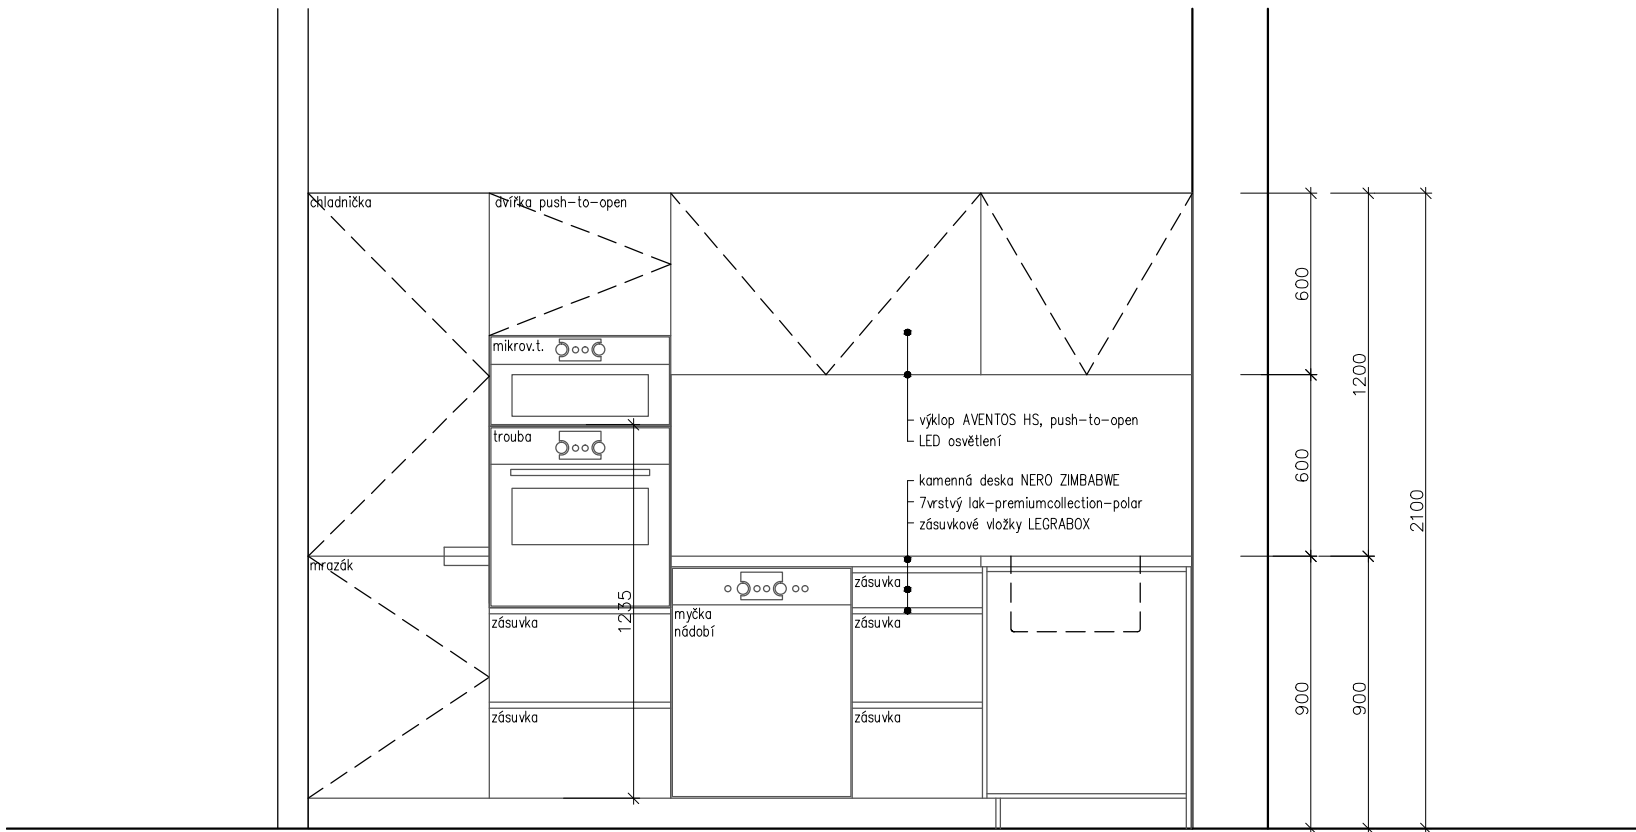 chladnička
dvířka push-to-open
mikrov.t.
trouba
výklop AVENTOS HS, push-to-open
LED osvětlení
kamenná deska NERO ZIMBABWE
7vrstvý lak-premiumcollection-polar
zásuvkové vložky LEGRABOX
mrazák
zásuvka
zásuvka
zásuvka
myčka
nádobí
zásuvka
zásuvka
1235
600
600
900
1200
900
2100